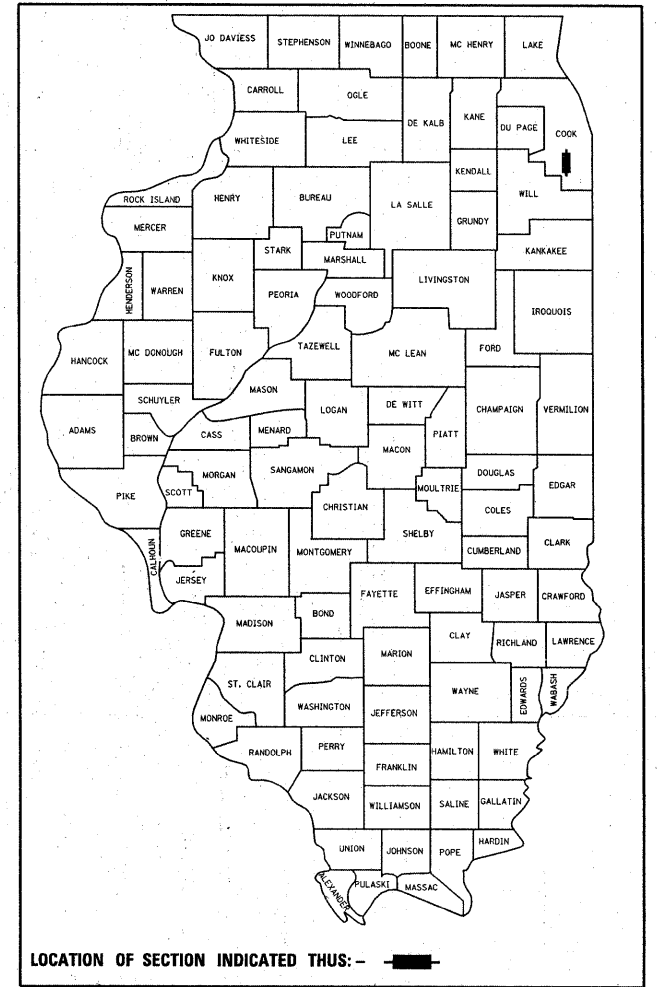 JO DAVIESS STEPHENSON WINNEBAGO BOONE MC HENRY LAKE
CARROLL OGLE DE KALB KANE DU PAGE COOK
WHITESIDE LEE
KENDALL WILL
ROCK ISLAND HENRY BUREAU LA SALLE GRUNDY
MERCER PUTNAM
STARK MARSHALL KANKAKEE
HENDERSON WARREN KNOX PEORIA WOODFORD LIVINGSTON IROQUOIS
HANCOCK MC DONOUGH FULTON TAZEWELL MC LEAN FORD
MASON
SCHUYLER LOGAN DE WITT CHAMPAIGN VERMILION
ADAMS BROWN CASS MENARD MACON PIATT
MORGAN SANGAMON DOUGLAS EDGAR
PIKE SCOTT CHRISTIAN MOULTRIE COLES
GREENE MACOUPIN MONTGOMERY SHELBY CUMBERLAND CLARK
CALHOUN JERSEY
FAYETTE EFFINGHAM JASPER CRAWFORD
MADISON BOND
CLAY RICHLAND LAWRENCE
CLINTON MARION
ST. CLAIR WAYNE EDWARDS WABASH
MONROE WASHINGTON JEFFERSON
RANDOLPH PERRY HAMILTON WHITE
FRANKLIN
JACKSON WILLIAMSON SALINE GALLATIN
UNION JOHNSON POPE HARDIN
ALEXANDER PULASKI MASSAC
LOCATION OF SECTION INDICATED THUS: -